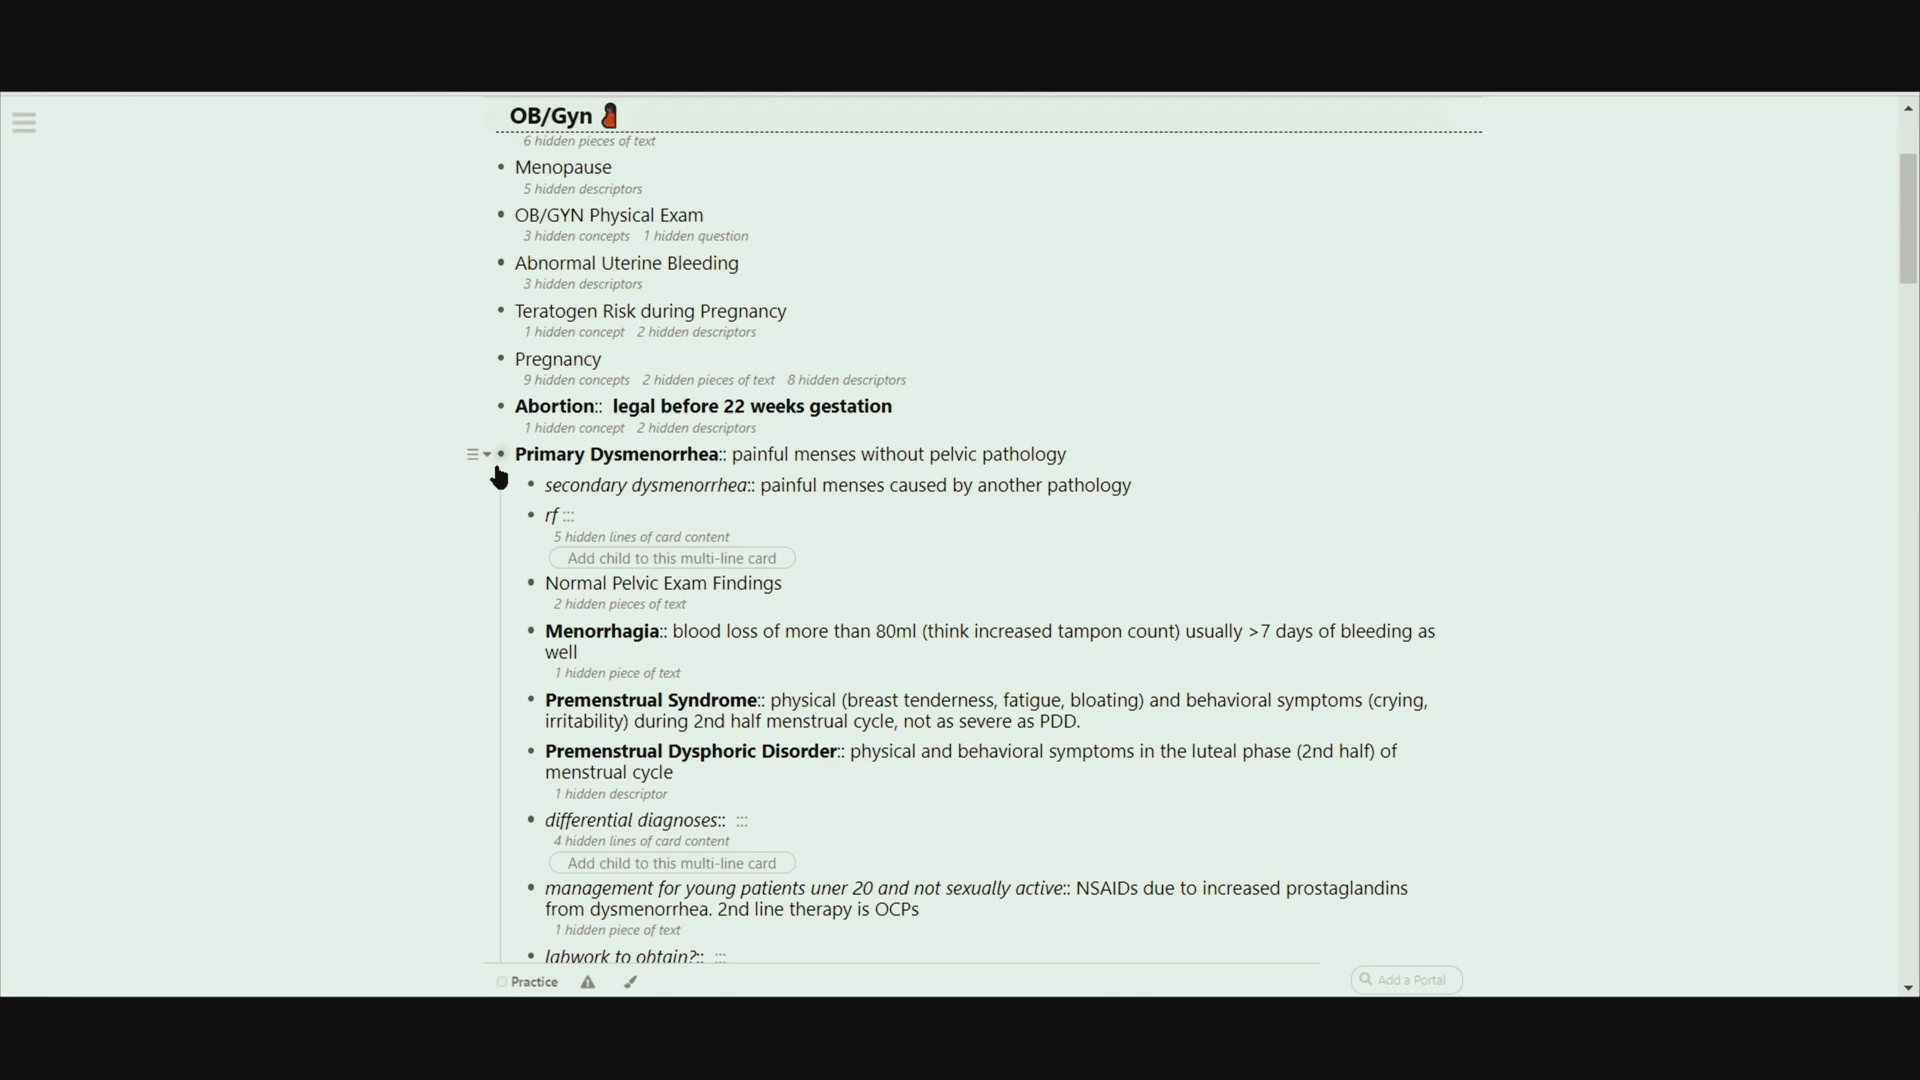 OB/Gyn
6 hidden pieces of text
Menopause
5 hidden descriptors
OB/GYN Physical Exam
3 hidden concepts 1 hidden question
Abnormal Uterine Bleeding
3 hidden descriptors
Teratogen Risk during Pregnancy
1 hidden concept 2 hidden descriptors
Pregnancy
9 hidden concepts 2 hidden pieces of text 8 hidden descriptors
Abortion:: legal before 22 weeks gestation
1 hidden concept 2 hidden descriptors
Primary Dysmenorrhea:: painful menses without pelvic pathology
secondary dysmenorrhea:: painful menses caused by another pathology
rf :::
5 hidden lines of card content
Add child to this multi-line card
Normal Pelvic Exam Findings
2 hidden pieces of text
Menorrhagia:: blood loss of more than 80ml (think increased tampon count) usually >7 days of bleeding as
well
1 hidden piece of text
Premenstrual Syndrome:: physical (breast tenderness, fatigue, bloating) and behavioral symptoms (crying,
irritability) during 2nd half menstrual cycle, not as severe as PDD.
Premenstrual Dysphoric Disorder:: physical and behavioral symptoms in the luteal phase (2nd half) of
menstrual cycle
1 hidden descriptor
differential diagnoses:: :::
4 hidden lines of card content
Add child to this multi-line card
management for young patients uner 20 and not sexually active:: NSAIDs due to increased prostaglandins
from dysmenorrhea. 2nd line therapy is OCPs
1 hidden piece of text
labwork to obtain?:: :::
Practice
Add a Portal